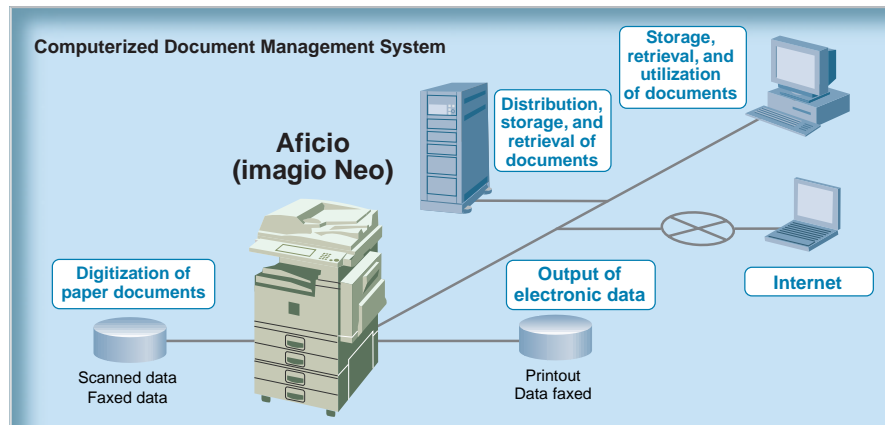 Computerized Document Management System
Storage,
retrieval, and
utilization
of documents
Distribution,
storage, and
retrieval of
documents
Aficio
(imagio Neo)
Digitization of
paper documents
Output of
electronic data
Internet
Scanned data
Faxed data
Printout
Data faxed